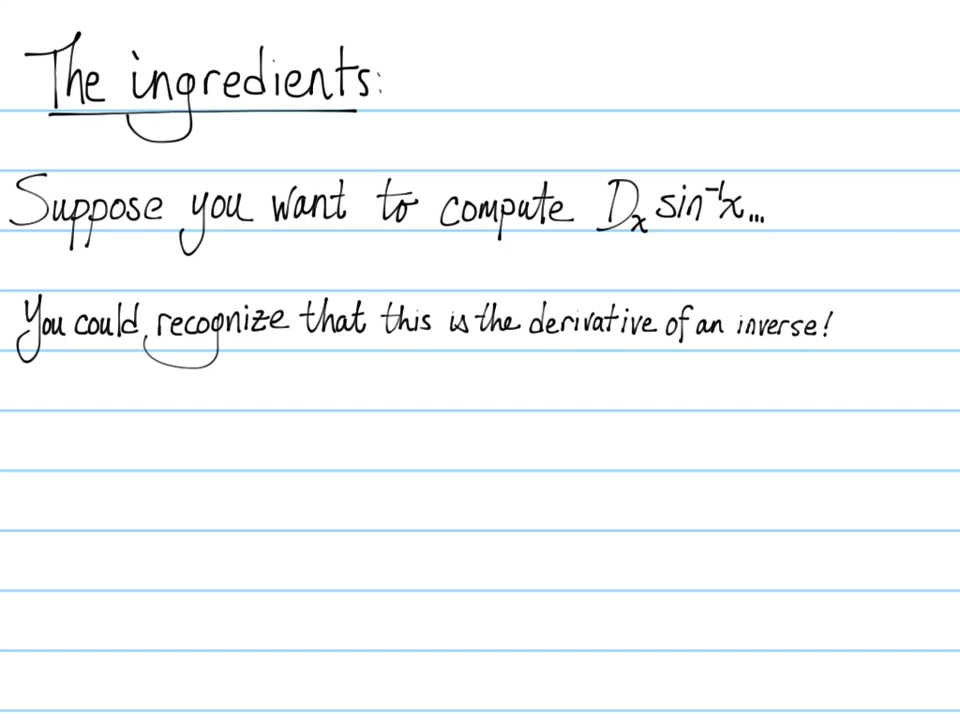 The ingredients:
Suppose you want to compute Dₓ sin⁻¹x...
You could recognize that this is the derivative of an inverse!